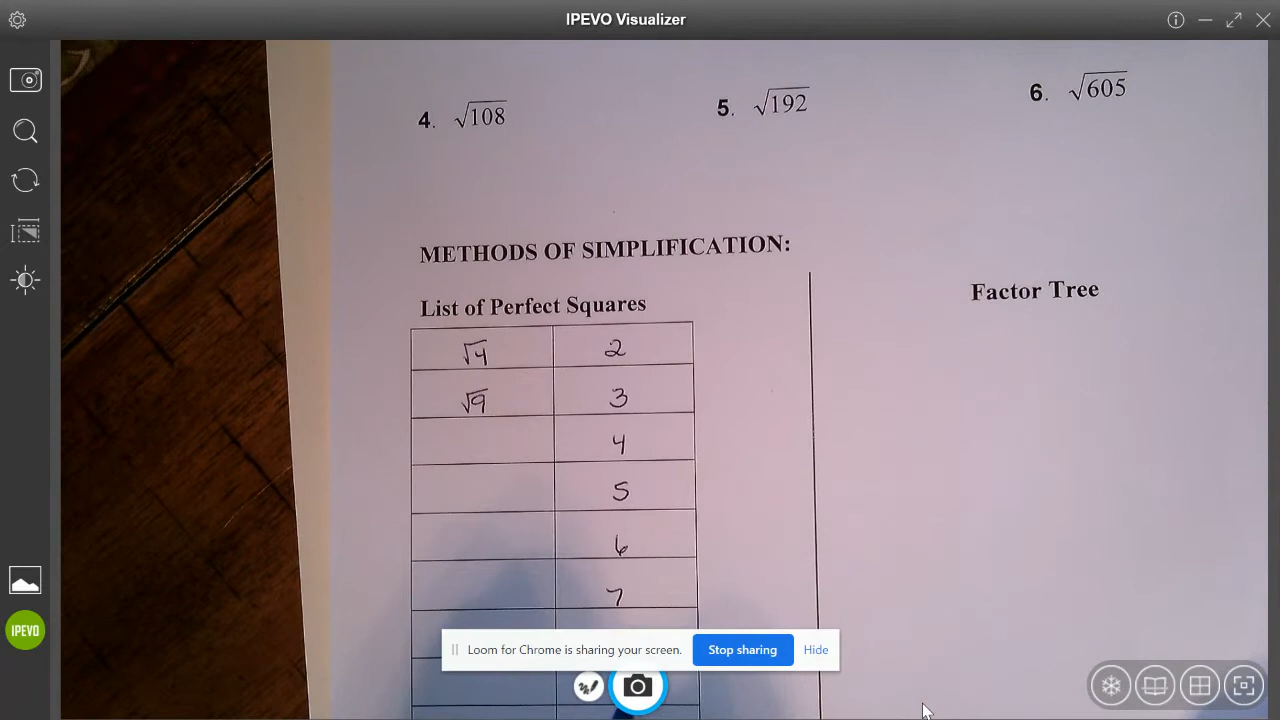 IPEVO Visualizer
4. √108
5. √192
6. √605
METHODS OF SIMPLIFICATION:
List of Perfect Squares
Factor Tree
√4 2
√9 3
4
5
6
7
Loom for Chrome is sharing your screen. Stop sharing Hide
IPEVO